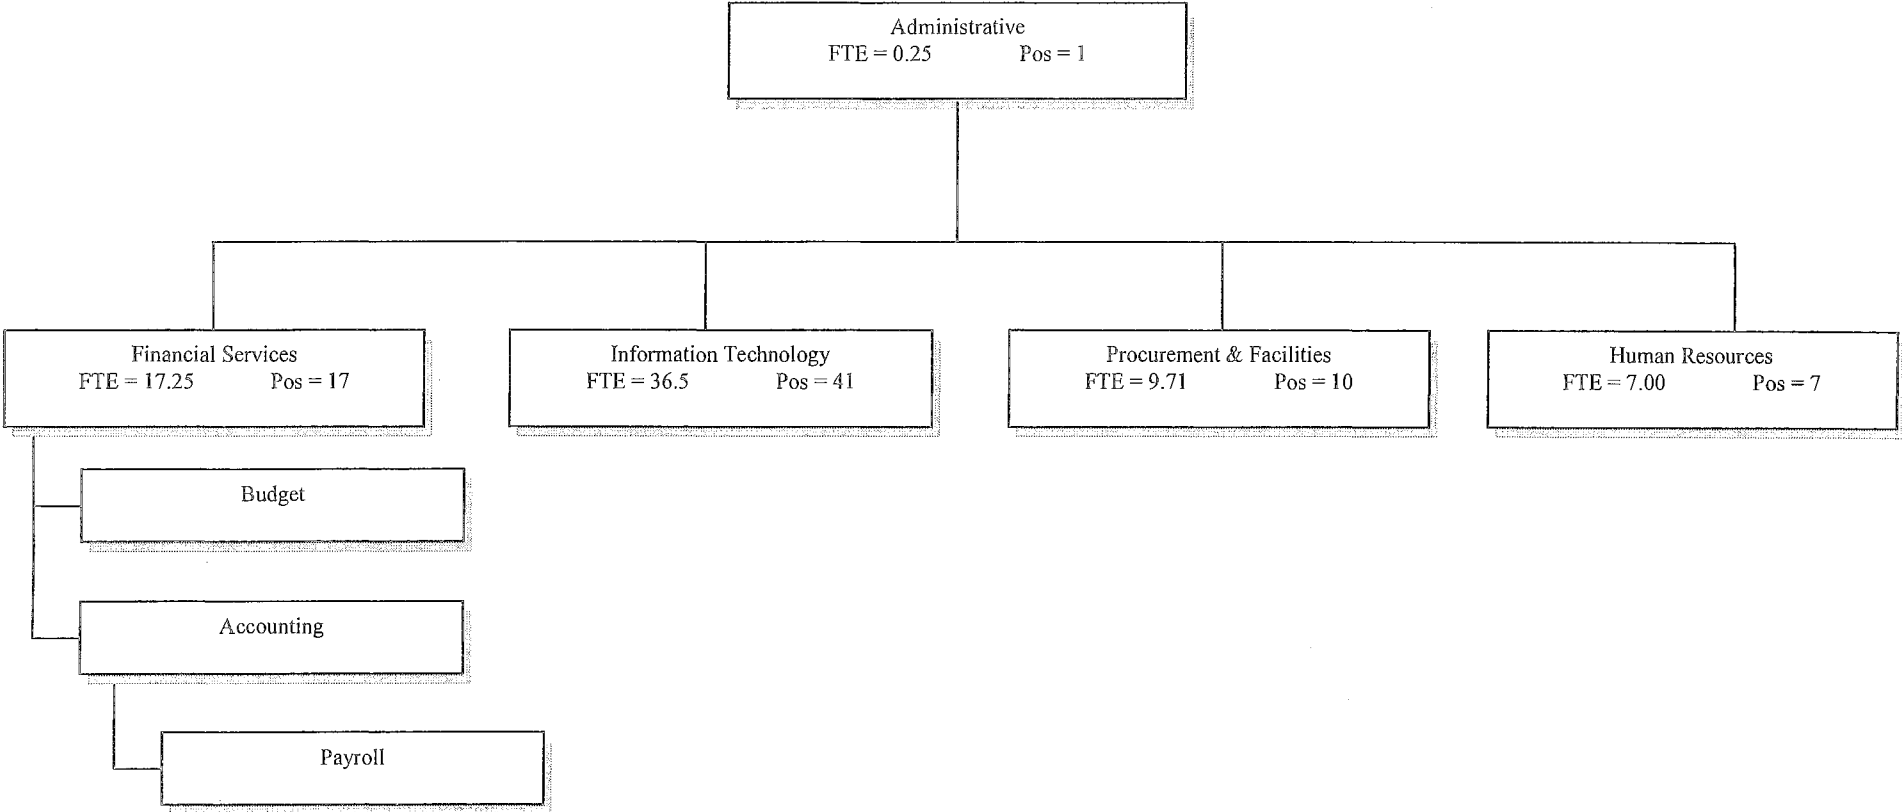 Administrative
FTE = 0.25 Pos = 1
Financial Services
FTE = 17.25 Pos = 17
Information Technology
FTE = 36.5 Pos = 41
Procurement & Facilities
FTE = 9.71 Pos = 10
Human Resources
FTE = 7.00 Pos = 7
Budget
Accounting
Payroll